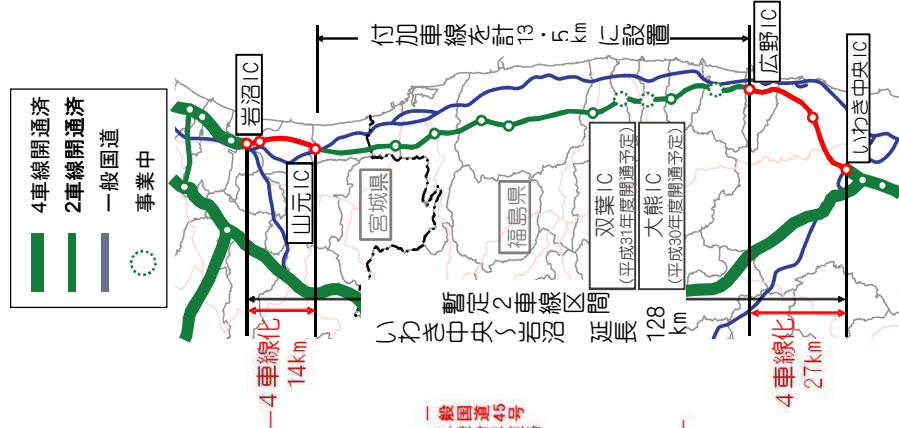 4車線開通済
2車線開通済
一般国道
事業中
付加車線を計13・5kmに設置
岩沼IC
山元IC
宮城県
福島県
双葉IC
(平成31年度開通予定)
大熊IC
(平成30年度開通予定)
広野IC
いわき中央IC
暫定2車線区間
いわき中央～岩沼 延長128km
4車線化
14km
4車線化
27km
一般国道45号